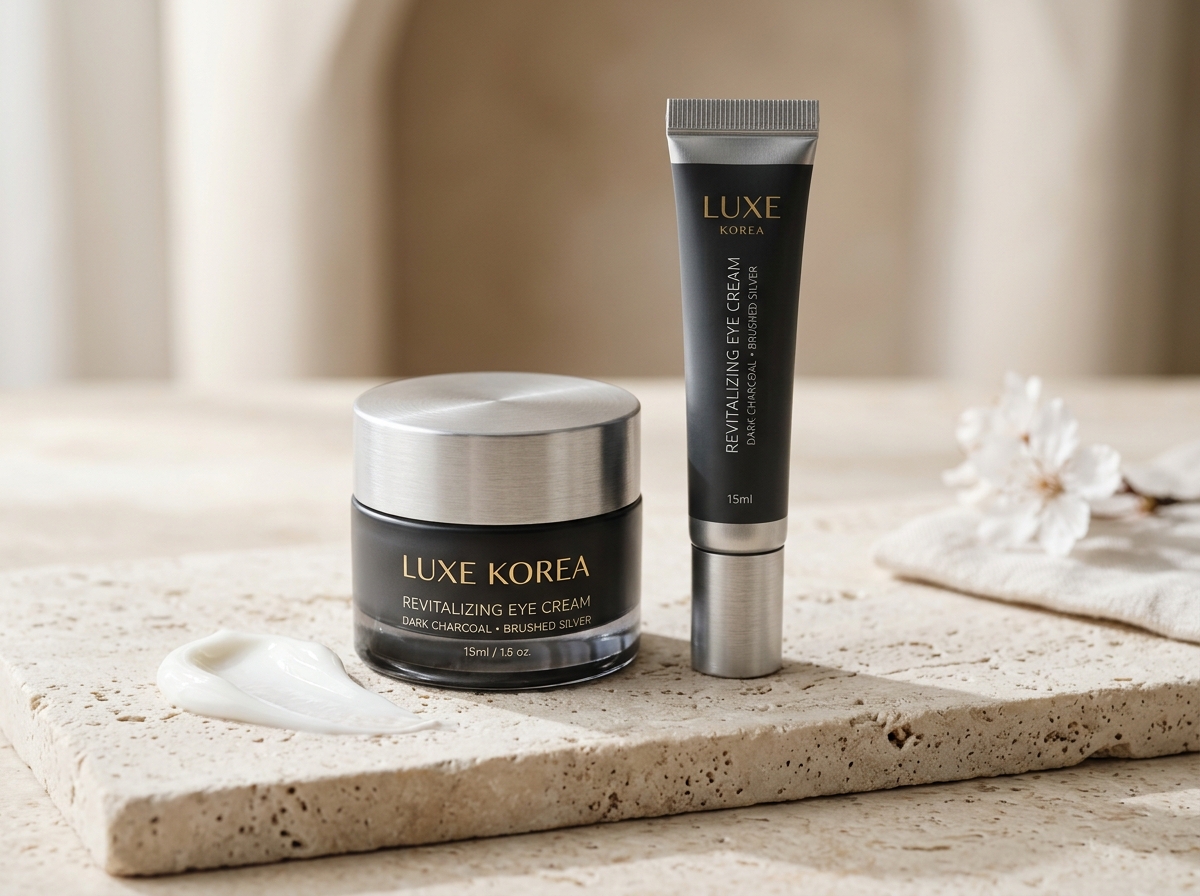 LUXE KOREA
REVITALIZING EYE CREAM
DARK CHARCOAL • BRUSHED SILVER
15ml / 1.5 oz.
LUXE
KOREA
REVITALIZING EYE CREAM
DARK CHARCOAL • BRUSHED SILVER
15ml